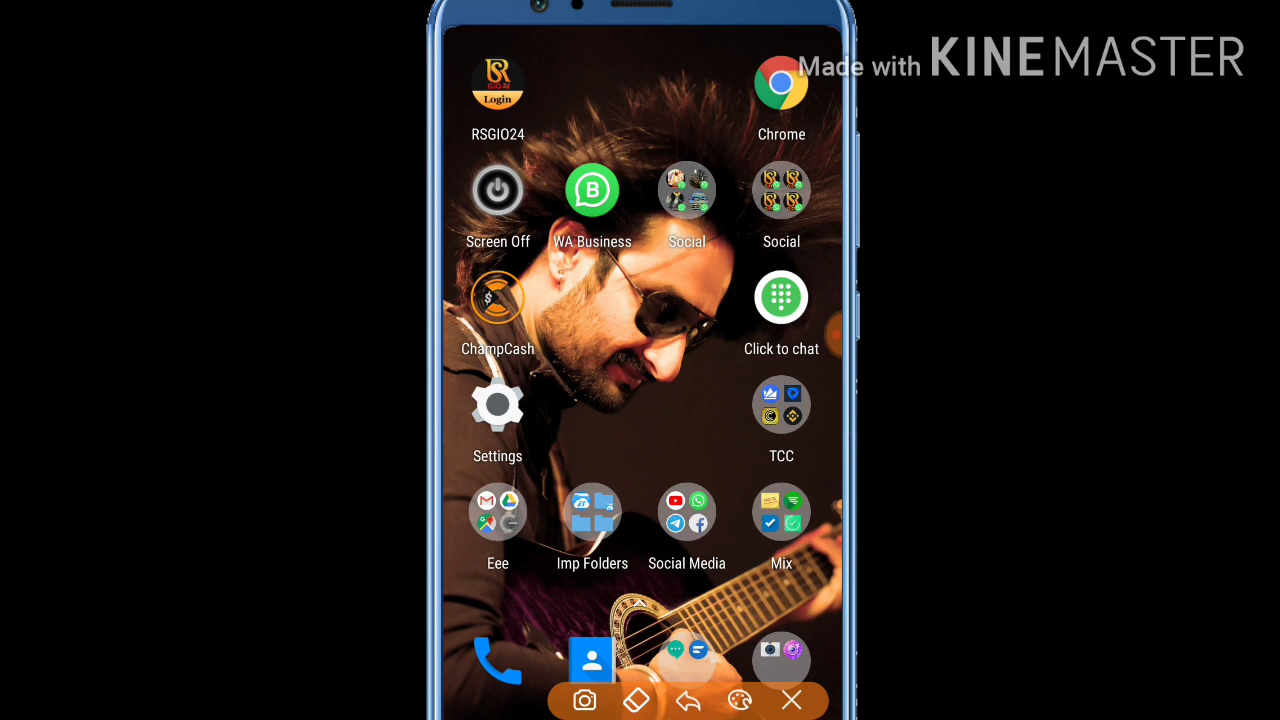 Made with KINEMASTER
RSGIO24
Chrome
Login
Screen Off
WA Business
Social
Social
ChampCash
Click to chat
Settings
TCC
Eee
Imp Folders
Social Media
Mix